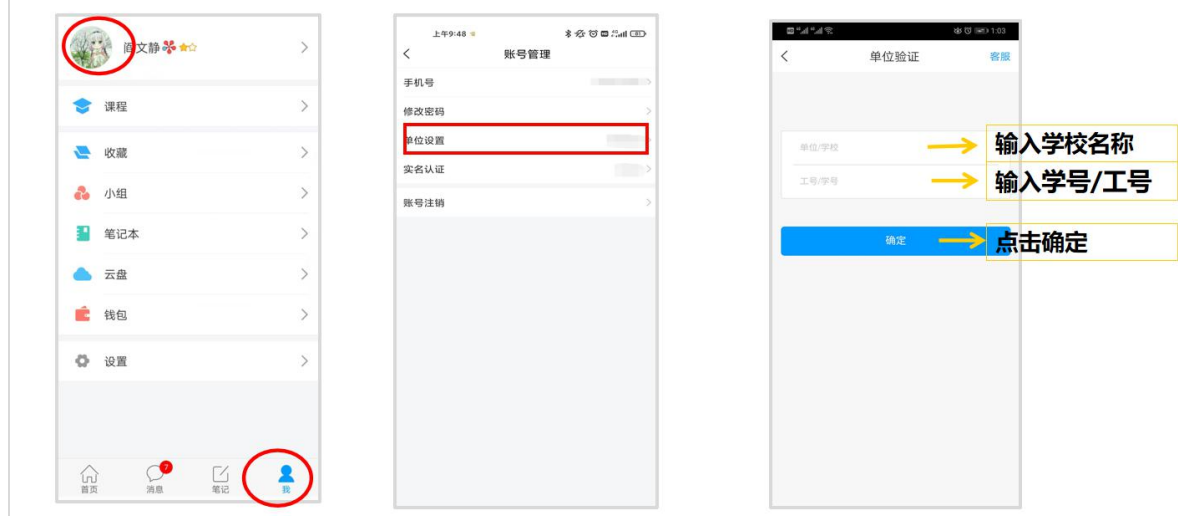 阎文静
课程
收藏
小组
笔记本
云盘
钱包
设置
7
首页
消息
笔记
我
上午9:48
账号管理
手机号
修改密码
单位设置
实名认证
账号注销
1:03
单位验证
客服
单位/学校
输入学校名称
工号/学号
输入学号/工号
确定
点击确定